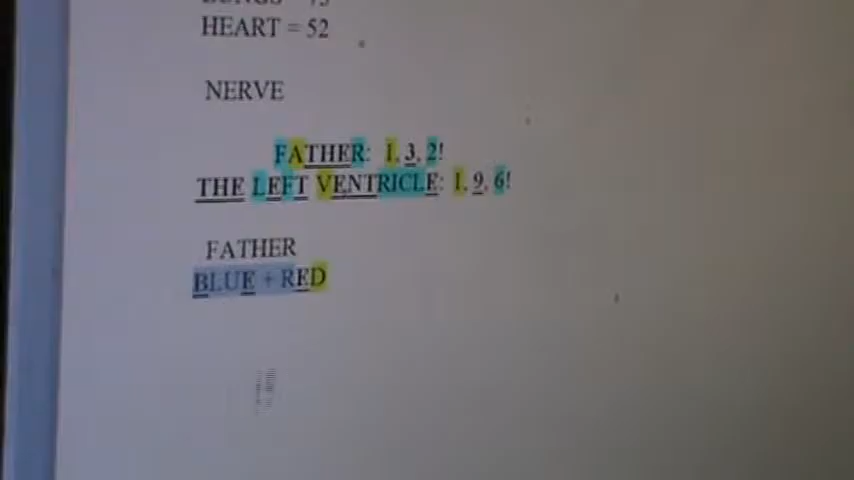 HEART = 52
NERVE
FATHER: 1, 3, 2!
THE LEFT VENTRICLE: 1, 9, 6!
FATHER
BLUE + RED